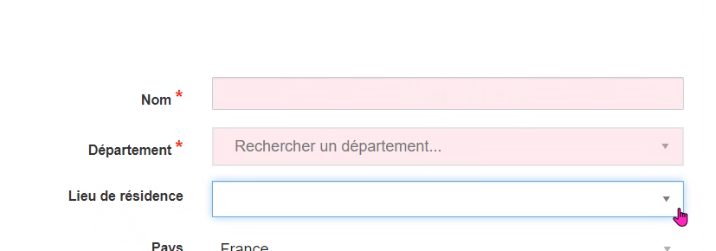 Nom *
Département * Rechercher un département...
Lieu de résidence
Pays France